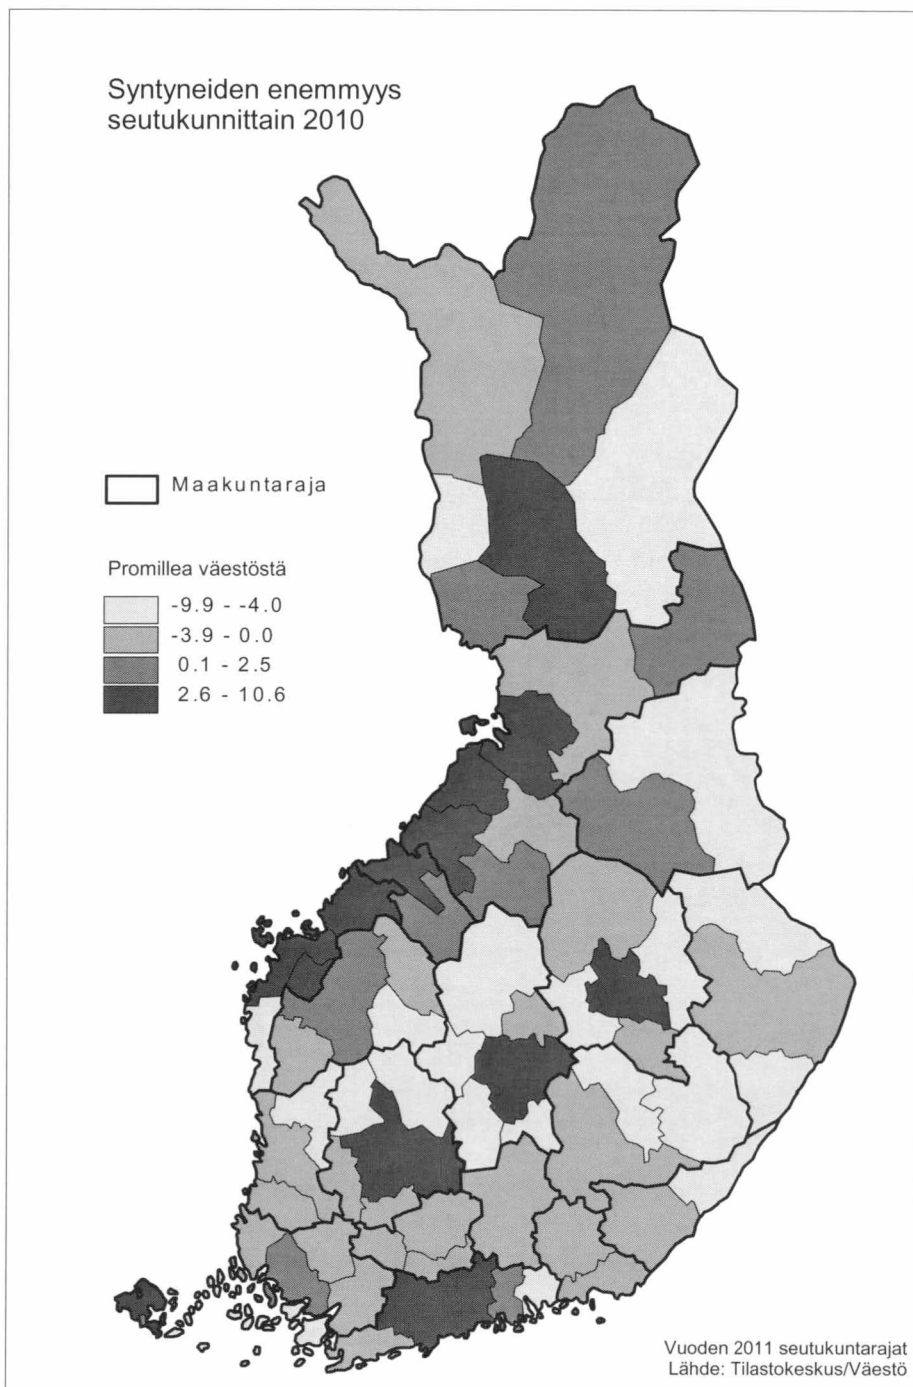 Syntyneiden enemmyys
seutukunnittain 2010
Maakuntaraja
Promillea väestöstä
-9.9 - -4.0
-3.9 - 0.0
0.1 - 2.5
2.6 - 10.6
Vuoden 2011 seutukuntarajat
Lähde: Tilastokeskus/Väestö